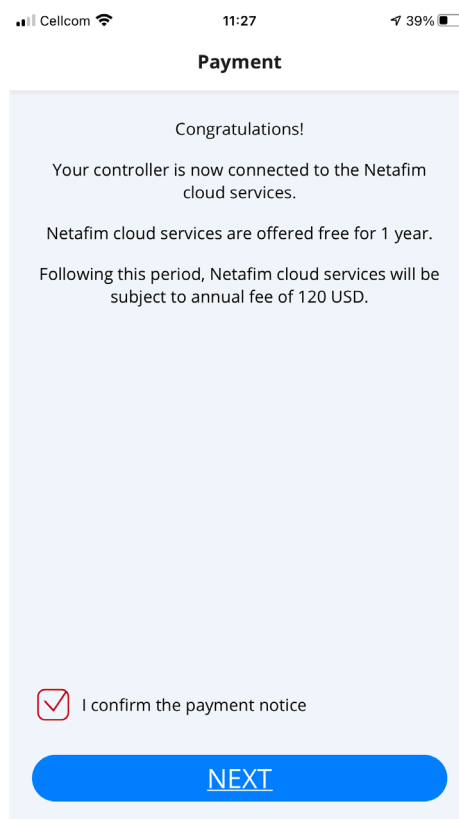 Cellcom 11:27 39%
Payment
Congratulations!
Your controller is now connected to the Netafim
cloud services.
Netafim cloud services are offered free for 1 year.
Following this period, Netafim cloud services will be
subject to annual fee of 120 USD.
I confirm the payment notice
NEXT